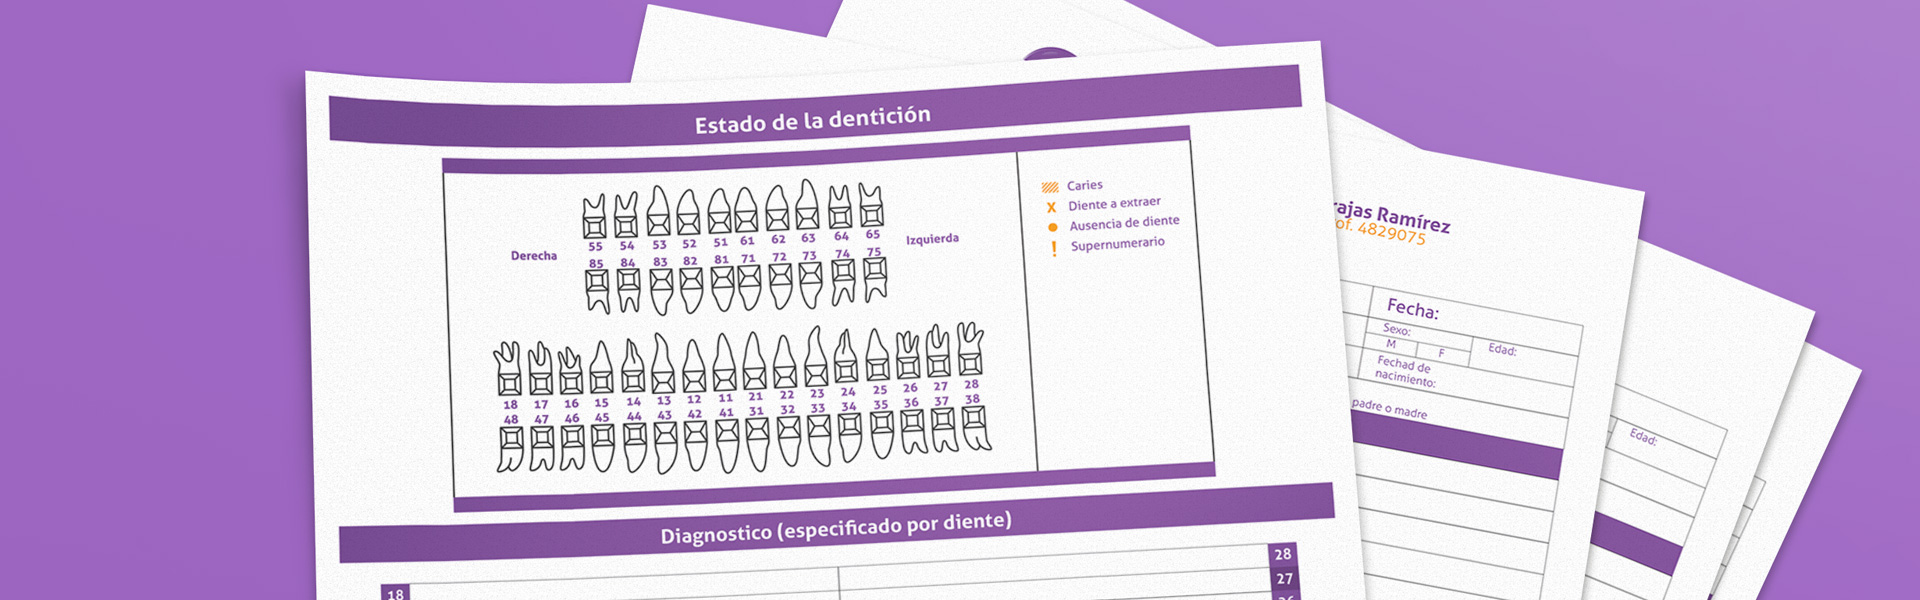 Estado de la dentición
Caries
x Diente a extraer
Ausencia de diente
! Supernumerario
Derecha
Izquierda
55 54 53 52 51 61 62 63 64 65
85 84 83 82 81 71 72 73 74 75
18 17 16 15 14 13 12 11 21 22 23 24 25 26 27 28
48 47 46 45 44 43 42 41 31 32 33 34 35 36 37 38
Diagnostico (especificado por diente)
18
28
27
rajas Ramírez
of. 4829075
Fecha:
Sexo:
M F
Edad:
Fechad de
nacimiento:
padre o madre
Edad: